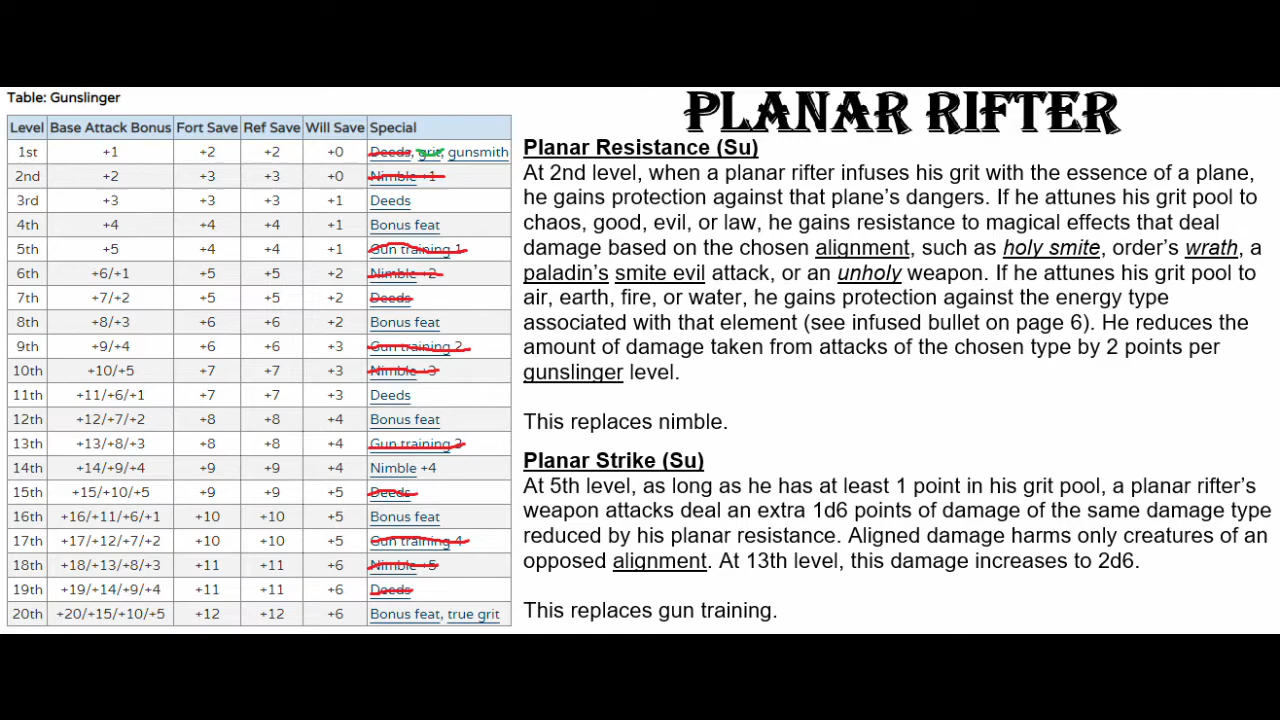 Table: Gunslinger
Level Base Attack Bonus Fort Save Ref Save Will Save Special
1st +1 +2 +2 +0 Deeds, grit, gunsmith
2nd +2 +3 +3 +0 Nimble +1
3rd +3 +3 +3 +1 Deeds
4th +4 +4 +4 +1 Bonus feat
5th +5 +4 +4 +1 Gun training 1
6th +6/+1 +5 +5 +2 Nimble +2
7th +7/+2 +5 +5 +2 Deeds
8th +8/+3 +6 +6 +2 Bonus feat
9th +9/+4 +6 +6 +3 Gun training 2
10th +10/+5 +7 +7 +3 Nimble +3
11th +11/+6/+1 +7 +7 +3 Deeds
12th +12/+7/+2 +8 +8 +4 Bonus feat
13th +13/+8/+3 +8 +8 +4 Gun training 3
14th +14/+9/+4 +9 +9 +4 Nimble +4
15th +15/+10/+5 +9 +9 +5 Deeds
16th +16/+11/+6/+1 +10 +10 +5 Bonus feat
17th +17/+12/+7/+2 +10 +10 +5 Gun training 4
18th +18/+13/+8/+3 +11 +11 +6 Nimble +5
19th +19/+14/+9/+4 +11 +11 +6 Deeds
20th +20/+15/+10/+5 +12 +12 +6 Bonus feat, true grit
PLANAR RIFTER
Planar Resistance (Su)
At 2nd level, when a planar rifter infuses his grit with the essence of a plane,
he gains protection against that plane's dangers. If he attunes his grit pool to
chaos, good, evil, or law, he gains resistance to magical effects that deal
damage based on the chosen alignment, such as holy smite, order's wrath, a
paladin's smite evil attack, or an unholy weapon. If he attunes his grit pool to
air, earth, fire, or water, he gains protection against the energy type
associated with that element (see infused bullet on page 6). He reduces the
amount of damage taken from attacks of the chosen type by 2 points per
gunslinger level.
This replaces nimble.
Planar Strike (Su)
At 5th level, as long as he has at least 1 point in his grit pool, a planar rifter's
weapon attacks deal an extra 1d6 points of damage of the same damage type
reduced by his planar resistance. Aligned damage harms only creatures of an
opposed alignment. At 13th level, this damage increases to 2d6.
This replaces gun training.